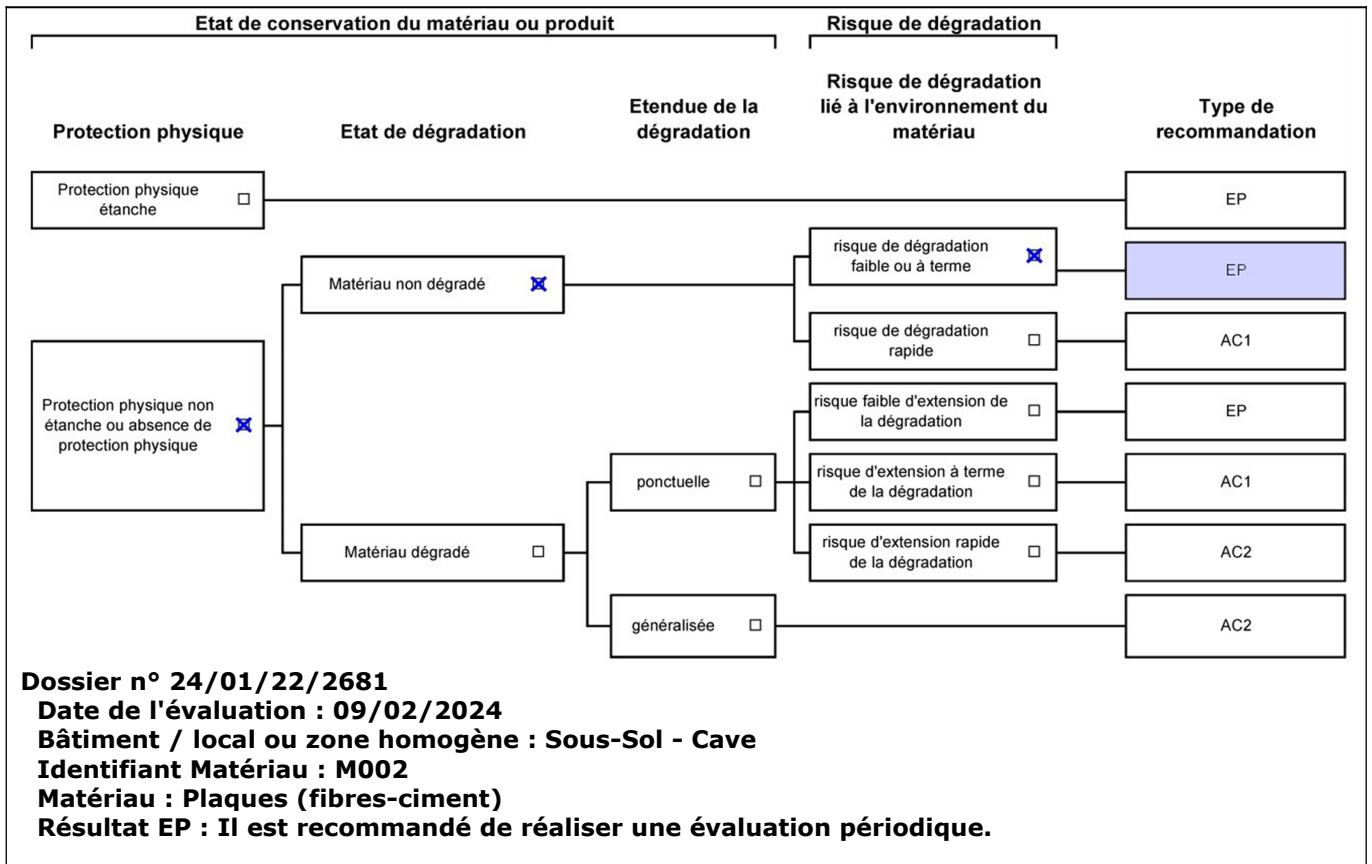 Etat de conservation du matériau ou produit
Risque de dégradation
Protection physique
Etat de dégradation
Etendue de la
dégradation
Risque de dégradation
lié à l'environnement du
matériau
Type de
recommandation
Protection physique
étanche
EP
risque de dégradation
faible ou à terme
EP
Matériau non dégradé
risque de dégradation
rapide
AC1
Protection physique non
étanche ou absence de
protection physique
risque faible d'extension de
la dégradation
EP
ponctuelle
risque d'extension à terme
de la dégradation
AC1
Matériau dégradé
risque d'extension rapide
de la dégradation
AC2
généralisée
AC2
Dossier n° 24/01/22/2681
Date de l'évaluation : 09/02/2024
Bâtiment / local ou zone homogène : Sous-Sol - Cave
Identifiant Matériau : M002
Matériau : Plaques (fibres-ciment)
Résultat EP : Il est recommandé de réaliser une évaluation périodique.